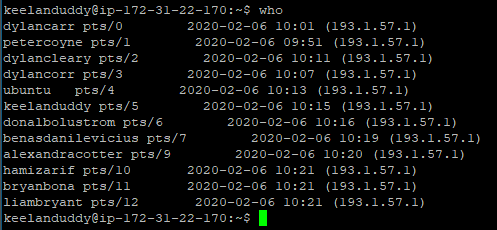 keelanduddy@ip-172-31-22-170:~$ who
dylancarr pts/0        2020-02-06 10:01 (193.1.57.1)
petercoyne pts/1        2020-02-06 09:51 (193.1.57.1)
dylancleary pts/2        2020-02-06 10:11 (193.1.57.1)
dylancorr pts/3        2020-02-06 10:07 (193.1.57.1)
ubuntu   pts/4        2020-02-06 10:13 (193.1.57.1)
keelanduddy pts/5        2020-02-06 10:15 (193.1.57.1)
donalbolustrom pts/6        2020-02-06 10:16 (193.1.57.1)
benasdanilevicius pts/7        2020-02-06 10:19 (193.1.57.1)
alexandracotter pts/9        2020-02-06 10:20 (193.1.57.1)
hamizarif pts/10       2020-02-06 10:21 (193.1.57.1)
bryanbona pts/11       2020-02-06 10:21 (193.1.57.1)
liambryant pts/12       2020-02-06 10:21 (193.1.57.1)
keelanduddy@ip-172-31-22-170:~$